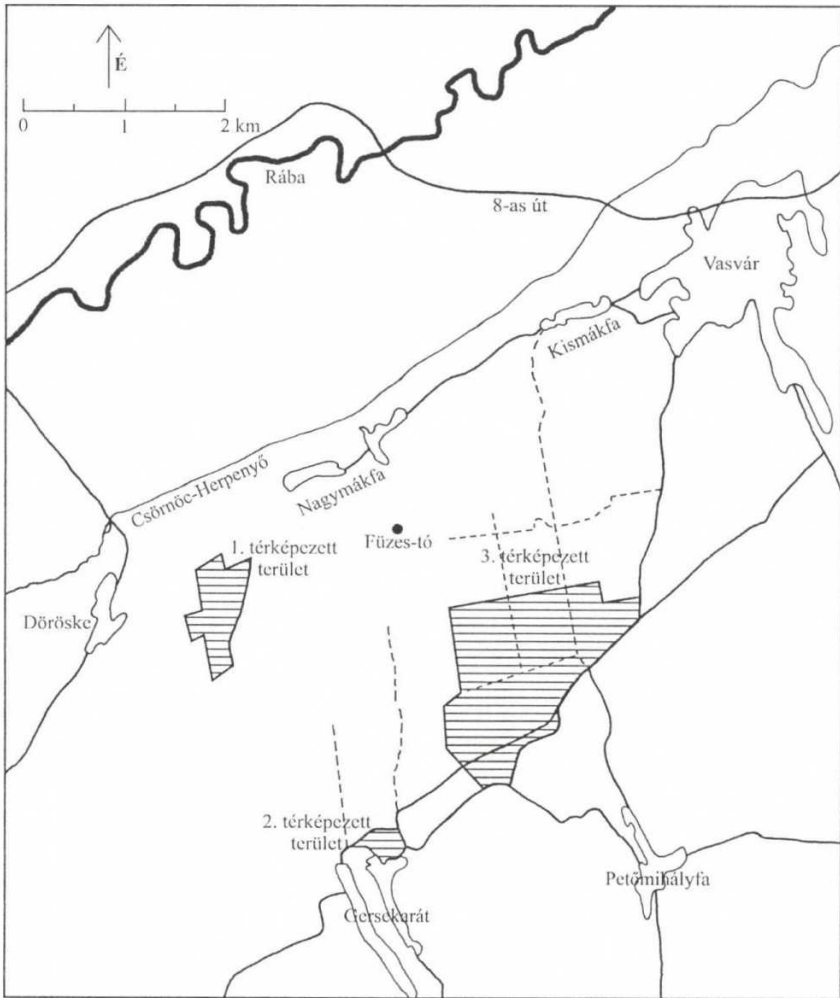 É
0 1 2 km
Rába
8-as út
Vasvár
Kismákfa
Csörnöc-Herpenyő
Nagymákfa
Füzes-tó
1. térképezett
terület
3. térképezett
terület
Döröske
2. térképezett
terület
Petőmihályfa
Gersekarát